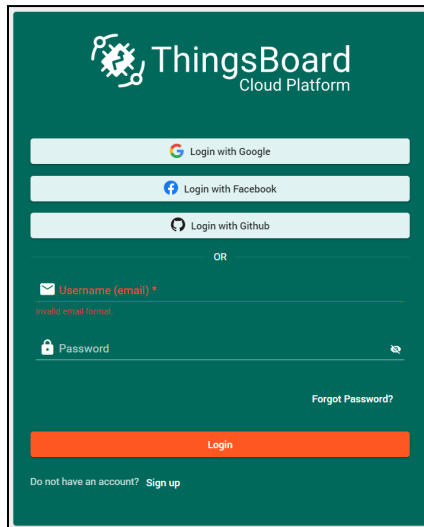 ThingsBoard
Cloud Platform
Login with Google
Login with Facebook
Login with Github
OR
Username (email) *
Invalid email format.
Password
Forgot Password?
Login
Do not have an account? Sign up